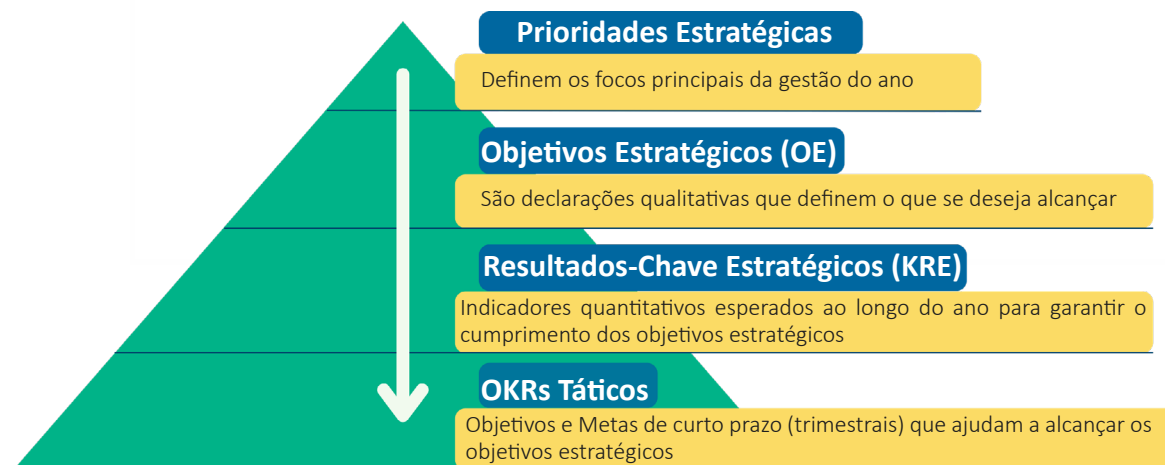 Prioridades Estratégicas
Definem os focos principais da gestão do ano
Objetivos Estratégicos (OE)
São declarações qualitativas que definem o que se deseja alcançar
Resultados-Chave Estratégicos (KRE)
Indicadores quantitativos esperados ao longo do ano para garantir o
cumprimento dos objetivos estratégicos
OKRs Táticos
Objetivos e Metas de curto prazo (trimestrais) que ajudam a alcançar os
objetivos estratégicos